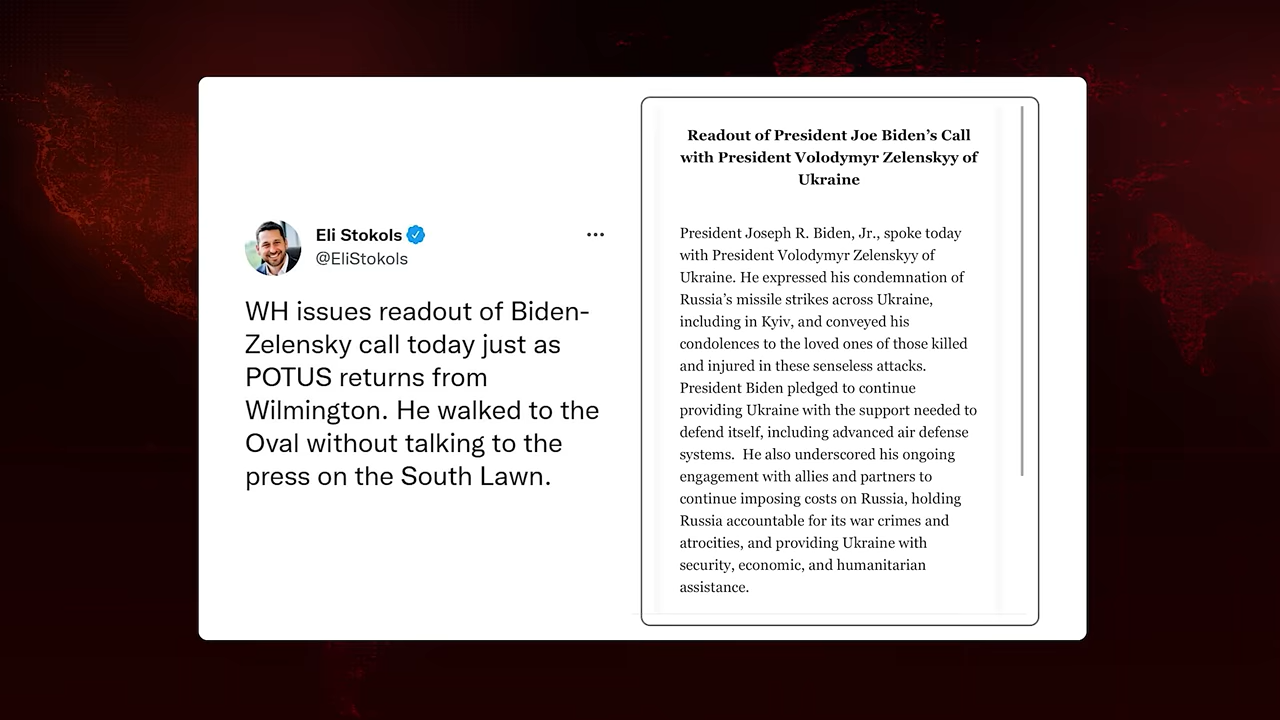 Eli Stokols
@EliStokols
WH issues readout of Biden-
Zelensky call today just as
POTUS returns from
Wilmington. He walked to the
Oval without talking to the
press on the South Lawn.
Readout of President Joe Biden’s Call
with President Volodymyr Zelenskyy of
Ukraine
President Joseph R. Biden, Jr., spoke today
with President Volodymyr Zelenskyy of
Ukraine. He expressed his condemnation of
Russia’s missile strikes across Ukraine,
including in Kyiv, and conveyed his
condolences to the loved ones of those killed
and injured in these senseless attacks.
President Biden pledged to continue
providing Ukraine with the support needed to
defend itself, including advanced air defense
systems.  He also underscored his ongoing
engagement with allies and partners to
continue imposing costs on Russia, holding
Russia accountable for its war crimes and
atrocities, and providing Ukraine with
security, economic, and humanitarian
assistance.